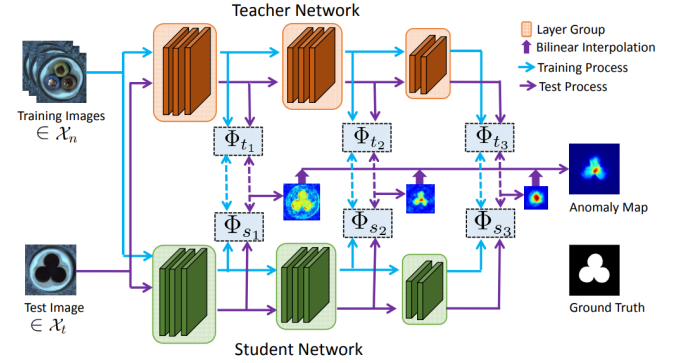 Teacher Network
Layer Group
Bilinear Interpolation
Training Process
Test Process
Training Images
∈ 𝒳ₙ
Φt₁
Φt₂
Φt₃
Anomaly Map
Φs₁
Φs₂
Φs₃
Test Image
∈ 𝒳ₜ
Ground Truth
Student Network